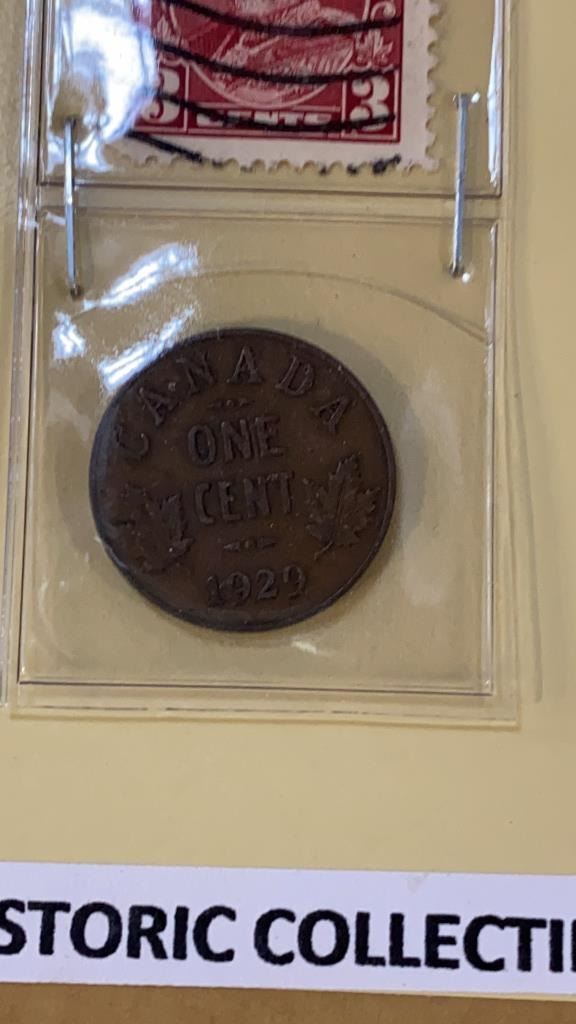 3 CENTS 3
CANADA
ONE
CENT
1929
STORIC COLLECTI